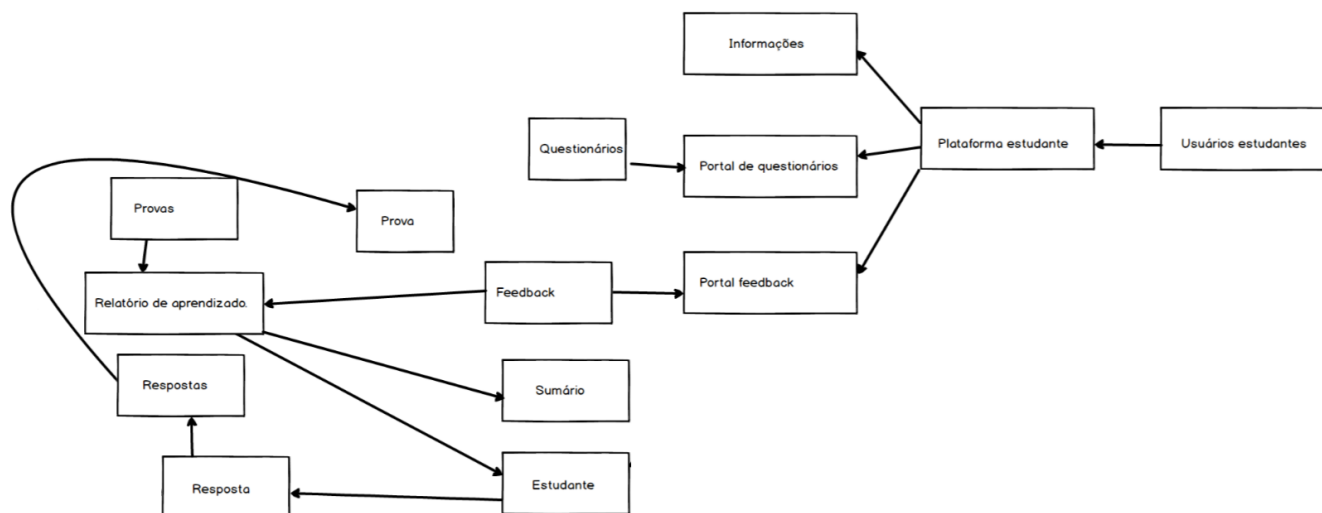 Informações
Questionários
Portal de questionários
Plataforma estudante
Usuários estudantes
Provas
Prova
Relatório de aprendizado.
Feedback
Portal feedback
Respostas
Sumário
Resposta
Estudante